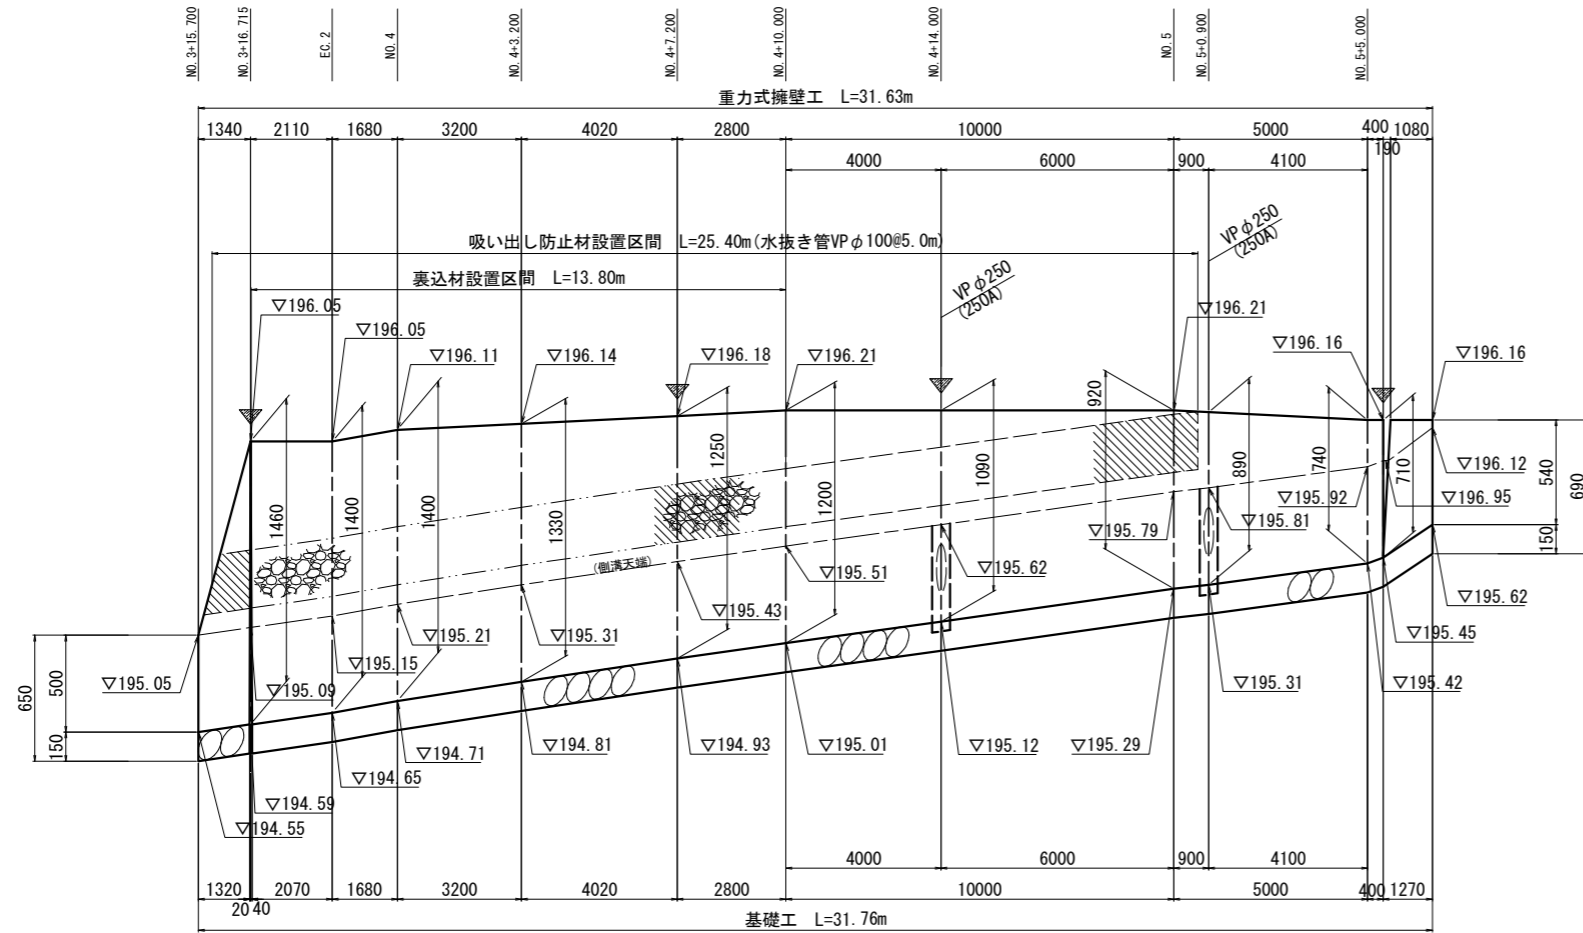 NO.3+15.700
NO.3+16.715
EC.2
NO.4
NO.4+3.200
NO.4+7.200
NO.4+10.000
NO.4+14.000
NO.5
NO.5+0.900
NO.5+5.000
重力式擁壁工 L=31.63m
1340 2110 1680 3200 4020 2800 10000 5000 400 1080
190
4000 6000 900 4100
吸い出し防止材設置区間 L=25.40m(水抜き管VPφ100@5.0m)
裏込材設置区間 L=13.80m
VPφ250
(250A)
VPφ250
(250A)
▽196.05
▽196.05
▽196.11
▽196.14
▽196.18
▽196.21
▽196.21
▽196.16
▽196.16
1460
1400
1400
1330
1250
1200
1090
920
890
740
710
▽196.12
▽196.95
540
690
150
(側溝天端)
▽195.92
▽195.79
▽195.81
▽195.62
▽195.51
▽195.43
▽195.31
▽195.21
▽195.15
▽195.09
▽195.05
650
500
150
▽195.62
▽195.45
▽195.42
▽195.31
▽195.29
▽195.12
▽195.01
▽194.93
▽194.81
▽194.71
▽194.65
▽194.59
▽194.55
4000 6000 900 4100
1320 2070 1680 3200 4020 2800 10000 5000 400 1270
20 40
基礎工 L=31.76m